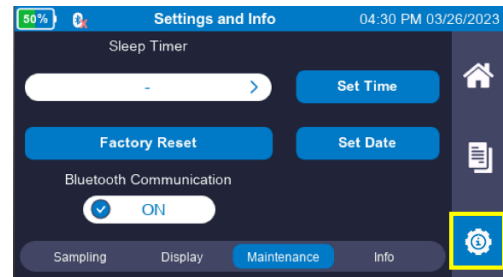 50% Settings and Info 04:30 PM 03/26/2023
Sleep Timer
- Set Time
Factory Reset Set Date
Bluetooth Communication
ON
Sampling Display Maintenance Info